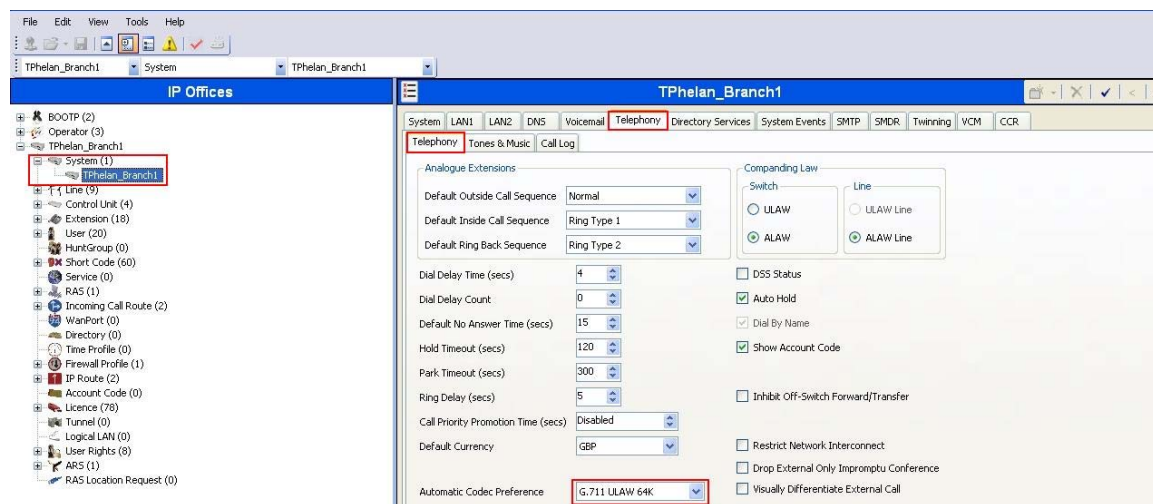 File Edit View Tools Help
TPhelan_Branch1 System TPhelan_Branch1
IP Offices
BOOTP (2)
Operator (3)
TPhelan_Branch1
System (1)
TPhelan_Branch1
Line (9)
Control Unit (4)
Extension (18)
User (20)
HuntGroup (0)
Short Code (60)
Service (0)
RAS (1)
Incoming Call Route (2)
WanPort (0)
Directory (0)
Time Profile (0)
Firewall Profile (1)
IP Route (2)
Account Code (0)
Licence (78)
Tunnel (0)
Logical LAN (0)
User Rights (8)
ARS (1)
RAS Location Request (0)
TPhelan_Branch1
System LAN1 LAN2 DNS Voicemail Telephony Directory Services System Events SMTP SMDR Twinning VCM CCR
Telephony Tones & Music Call Log
Analogue Extensions
Default Outside Call Sequence Normal
Default Inside Call Sequence Ring Type 1
Default Ring Back Sequence Ring Type 2
Companding Law
Switch Line
ULAW ULAW Line
ALAW ALAW Line
Dial Delay Time (secs) 4 DSS Status
Dial Delay Count 0 Auto Hold
Default No Answer Time (secs) 15 Dial By Name
Hold Timeout (secs) 120 Show Account Code
Park Timeout (secs) 300
Ring Delay (secs) 5 Inhibit Off-Switch Forward/Transfer
Call Priority Promotion Time (secs) Disabled
Default Currency GBP Restrict Network Interconnect
Drop External Only Impromptu Conference
Automatic Codec Preference G.711 ULAW 64K Visually Differentiate External Call